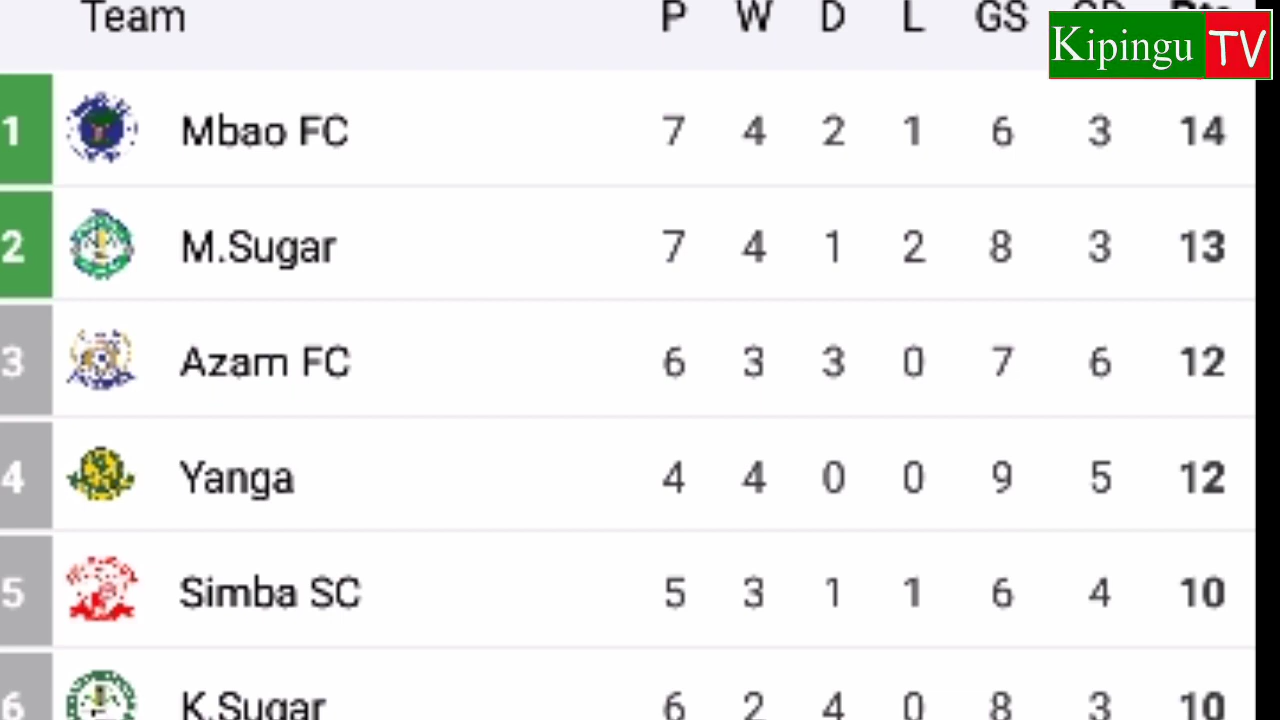 Team P W D L GS
Kipingu TV
1 Mbao FC 7 4 2 1 6 3 14
2 M.Sugar 7 4 1 2 8 3 13
3 Azam FC 6 3 3 0 7 6 12
4 Yanga 4 4 0 0 9 5 12
5 Simba SC 5 3 1 1 6 4 10
6 K.Sugar 6 2 4 0 8 3 10